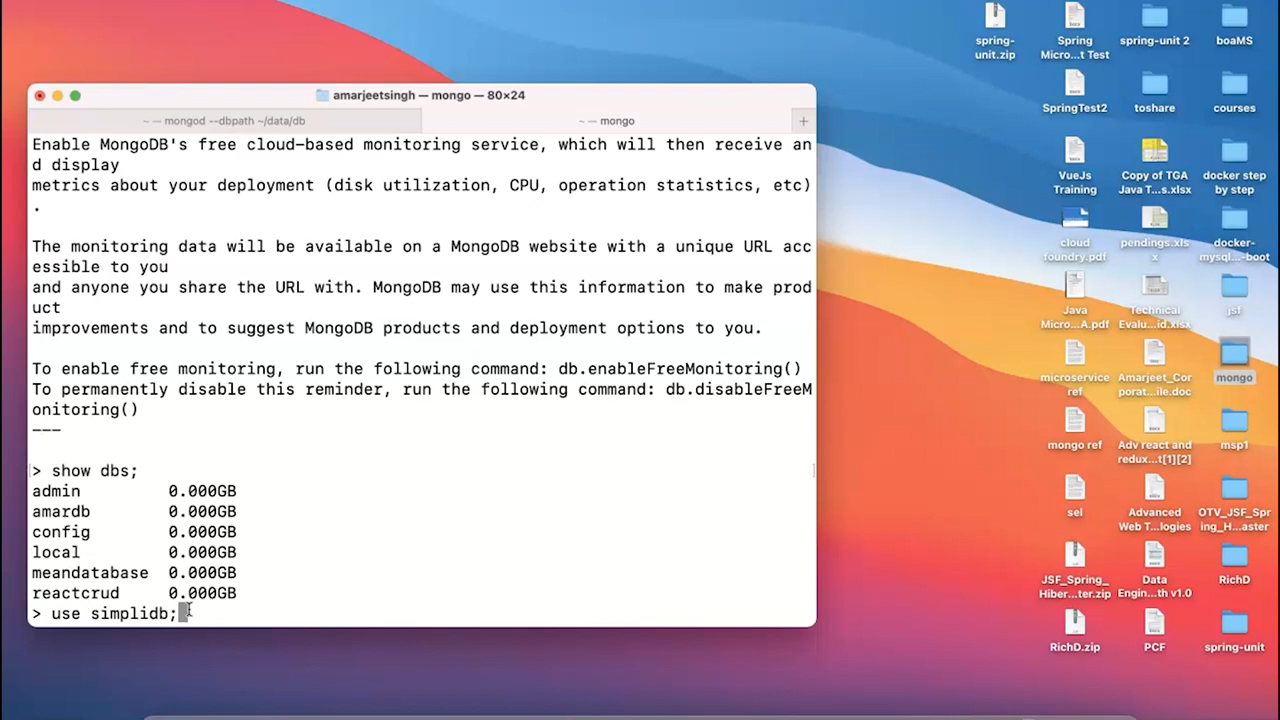 amarjeetsingh — mongo — 80×24
~ — mongod --dbpath ~/data/db
~ — mongo
+
Enable MongoDB's free cloud-based monitoring service, which will then receive an
d display
metrics about your deployment (disk utilization, CPU, operation statistics, etc)
.
The monitoring data will be available on a MongoDB website with a unique URL acc
essible to you
and anyone you share the URL with. MongoDB may use this information to make prod
uct
improvements and to suggest MongoDB products and deployment options to you.
To enable free monitoring, run the following command: db.enableFreeMonitoring()
To permanently disable this reminder, run the following command: db.disableFreeM
onitoring()
---
> show dbs;
admin 0.000GB
amardb 0.000GB
config 0.000GB
local 0.000GB
meandatabase 0.000GB
reactcrud 0.000GB
> use simplidb;
spring-
unit.zip
Spring
Micro...t Test
spring-unit 2
boaMS
SpringTest2
toshare
courses
VueJs
Training
Copy of TGA
Java T...s.xlsx
docker step
by step
cloud
foundry.pdf
pendings.xls
x
docker-
mysql...-boot
Java
Micro...A.pdf
Technical
Evalu...id.xlsx
jsf
microservice
ref
Amarjeet_Cor
porat...ile.doc
mongo
mongo ref
Adv react and
redux...t[1][2]
msp1
sel
Advanced
Web T...logies
OTV_JSF_Spr
ing_H...aster
JSF_Spring_
Hiber...ter.zip
Data
Engin...th v1.0
RichD
RichD.zip
PCF
spring-unit